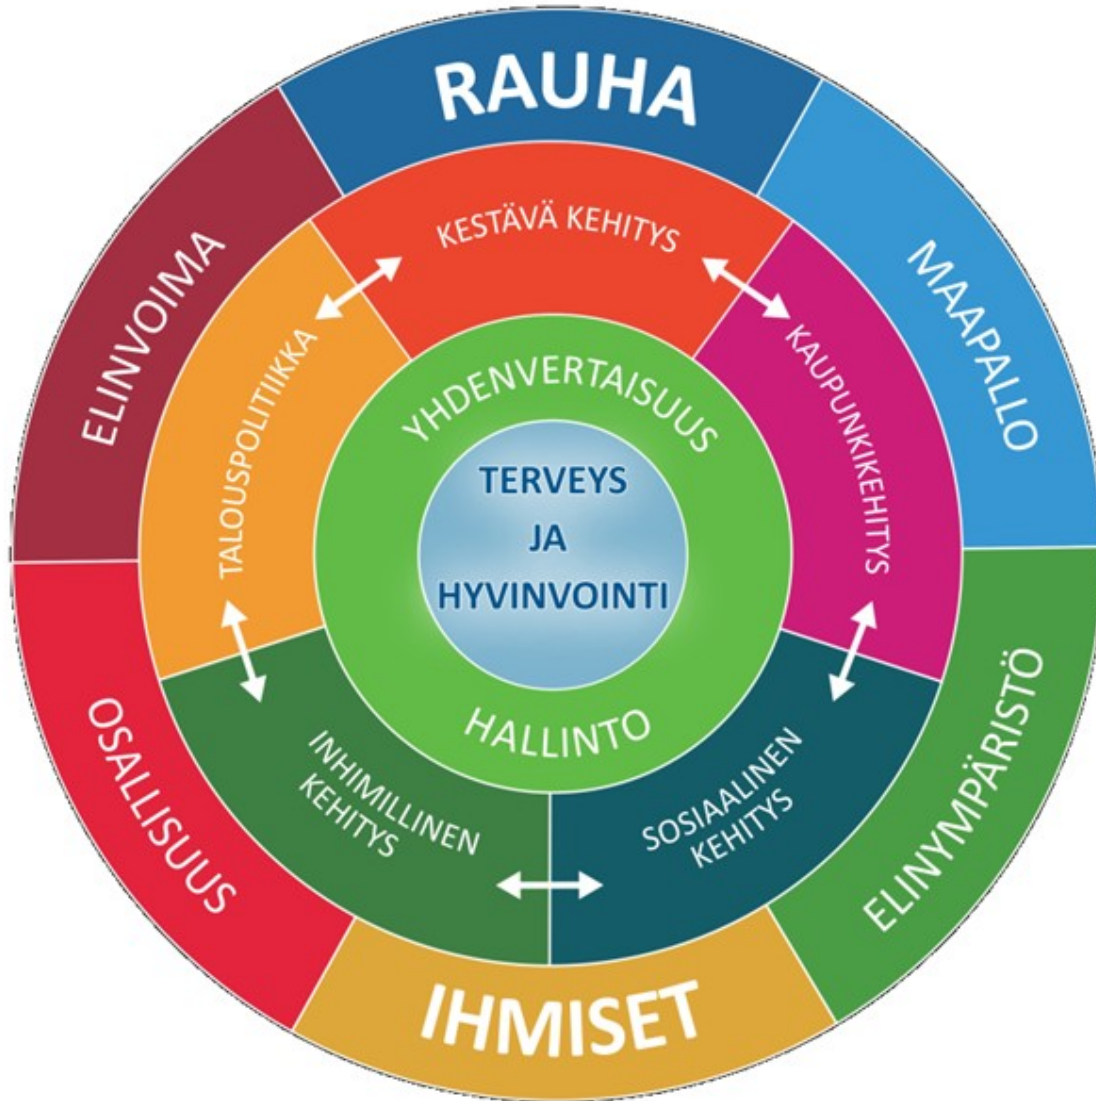 RAUHA
MAAPALLO
ELINYMPÄRISTÖ
IHMISET
OSALLISUUS
ELINVOIMA
KESTÄVÄ KEHITYS
KAUPUNKIKEHITYS
SOSIAALINEN
KEHITYS
INHIMILLINEN
KEHITYS
TALOUSPOLITIIKKA
YHDENVERTAISUUS
HALLINTO
TERVEYS
JA
HYVINVOINTI